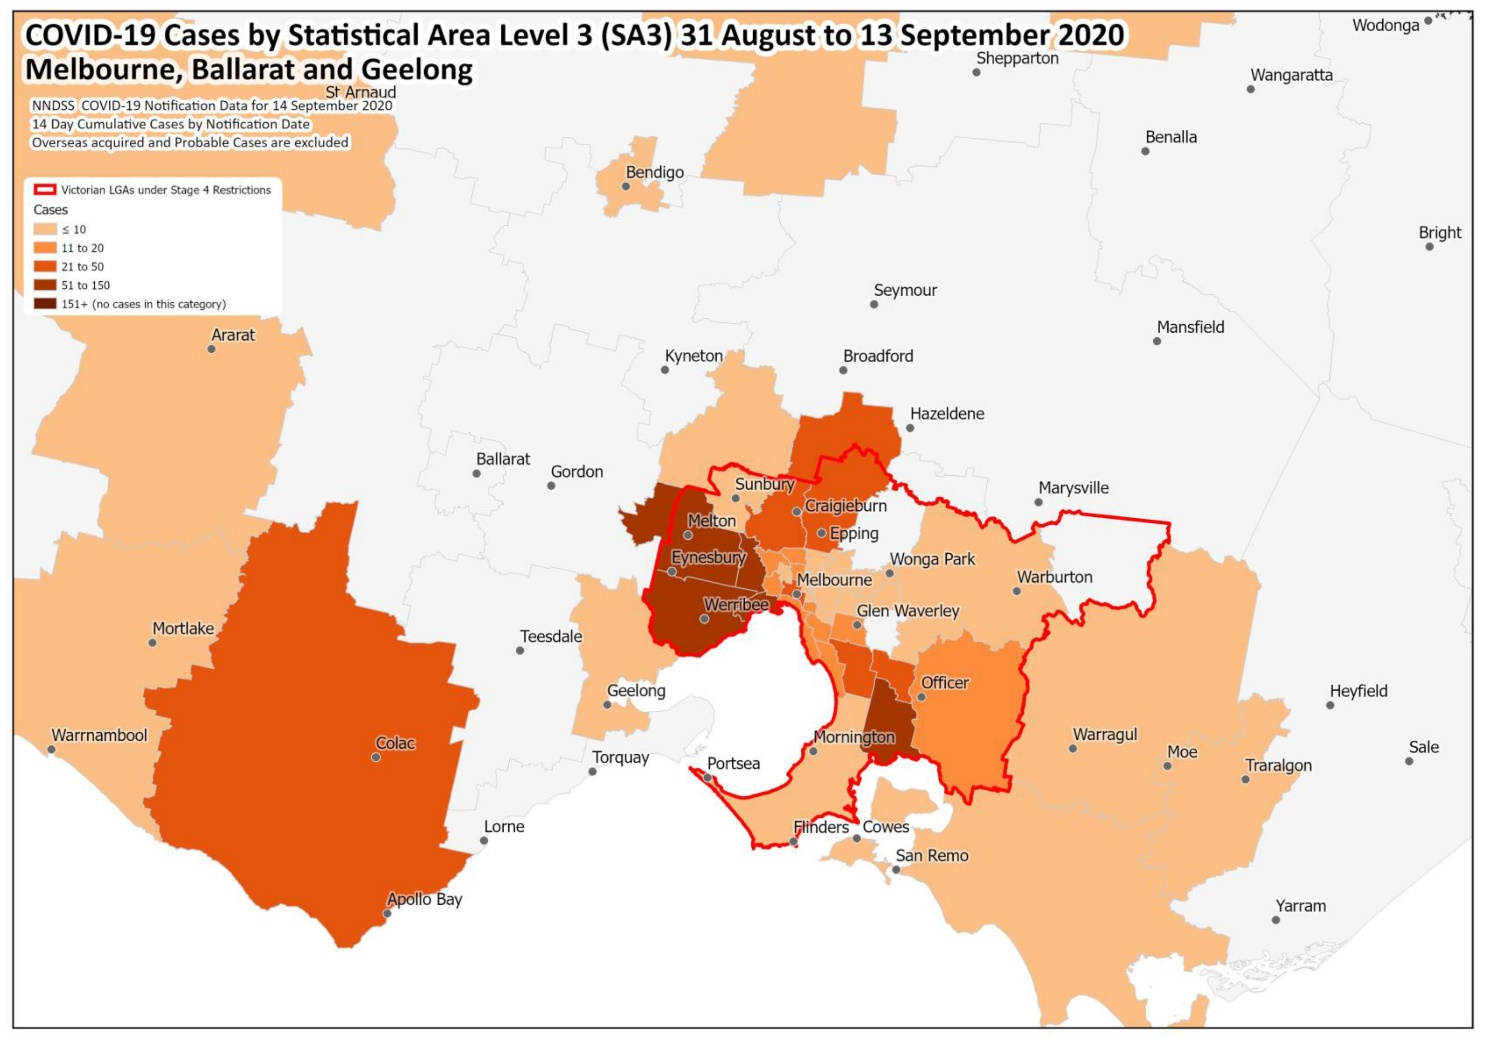 COVID-19 Cases by Statistical Area Level 3 (SA3) 31 August to 13 September 2020
Melbourne, Ballarat and Geelong
NNDSS COVID-19 Notification Data for 14 September 2020
14 Day Cumulative Cases by Notification Date
Overseas acquired and Probable Cases are excluded
Victorian LGAs under Stage 4 Restrictions
Cases
≤ 10
11 to 20
21 to 50
51 to 150
151+ (no cases in this category)
Wodonga
Shepparton
Wangaratta
St Arnaud
Benalla
Bendigo
Bright
Seymour
Mansfield
Ararat
Kyneton
Broadford
Hazeldene
Ballarat
Gordon
Sunbury
Marysville
Craigieburn
Melton
Epping
Eynesbury
Wonga Park
Melbourne
Warburton
Werribee
Glen Waverley
Mortlake
Teesdale
Geelong
Officer
Heyfield
Warrnambool
Colac
Mornington
Warragul
Moe
Sale
Torquay
Portsea
Traralgon
Lorne
Flinders
Cowes
San Remo
Apollo Bay
Yarram